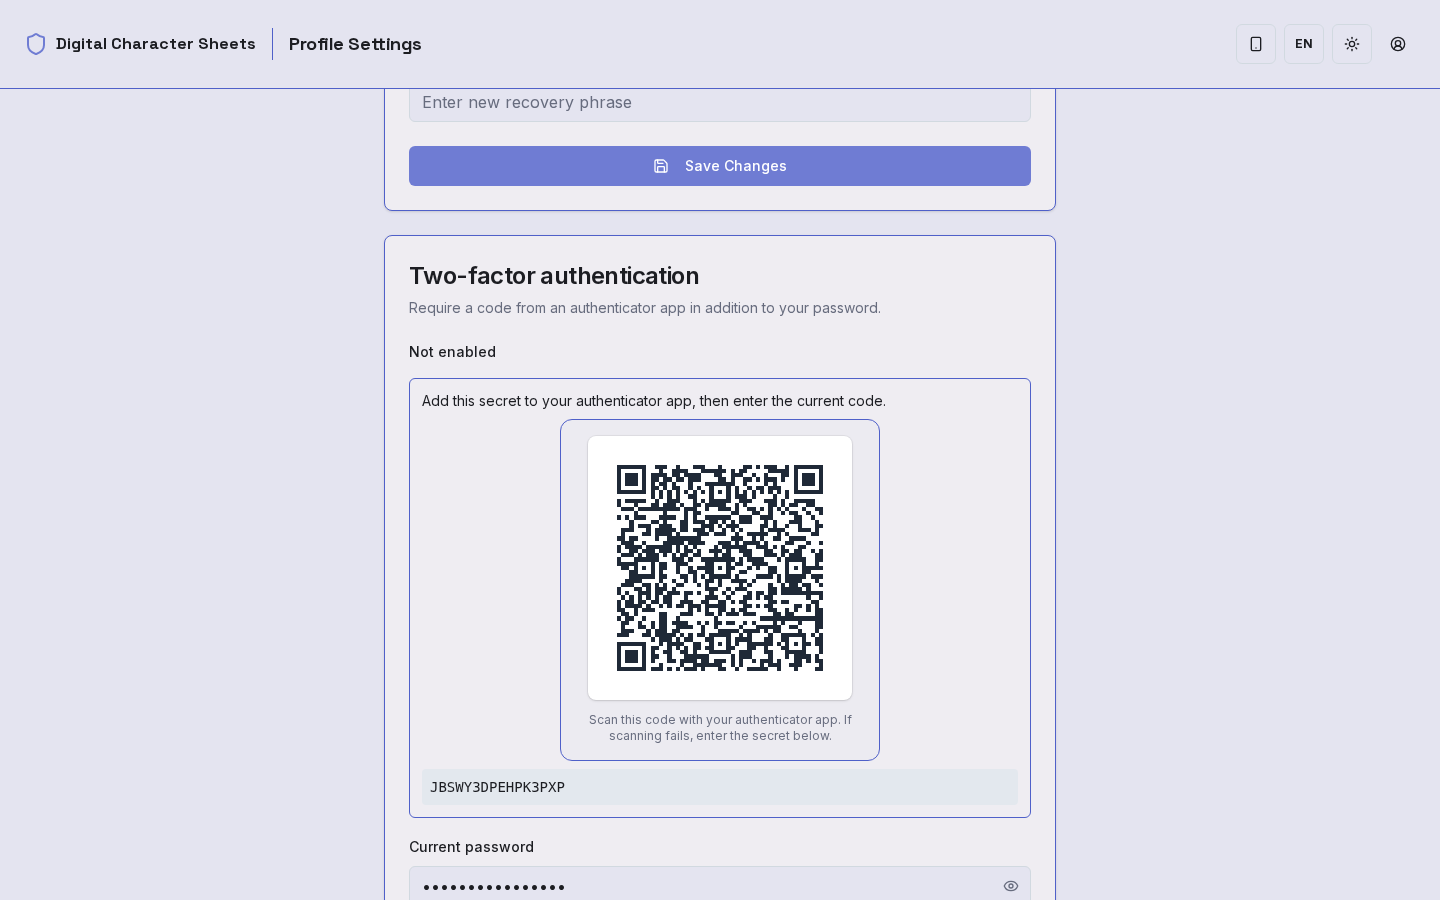 Digital Character Sheets
Profile Settings
EN
Enter new recovery phrase
Save Changes
Two-factor authentication
Require a code from an authenticator app in addition to your password.
Not enabled
Add this secret to your authenticator app, then enter the current code.
Scan this code with your authenticator app. If
scanning fails, enter the secret below.
JBSWY3DPEHPK3PXP
Current password
••••••••••••••••